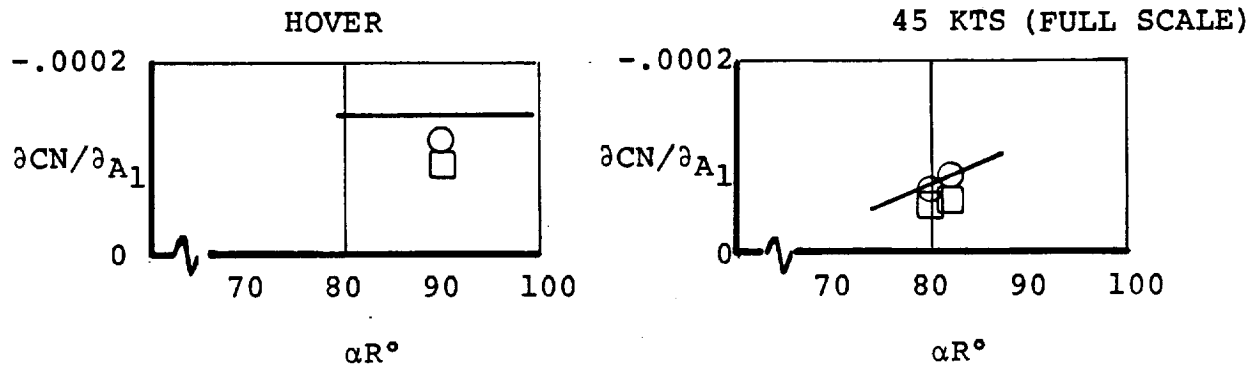 HOVER
-.0002
∂CN/∂A1
0
70 80 90 100
αR°
45 KTS (FULL SCALE)
-.0002
∂CN/∂A1
0
70 80 90 100
αR°